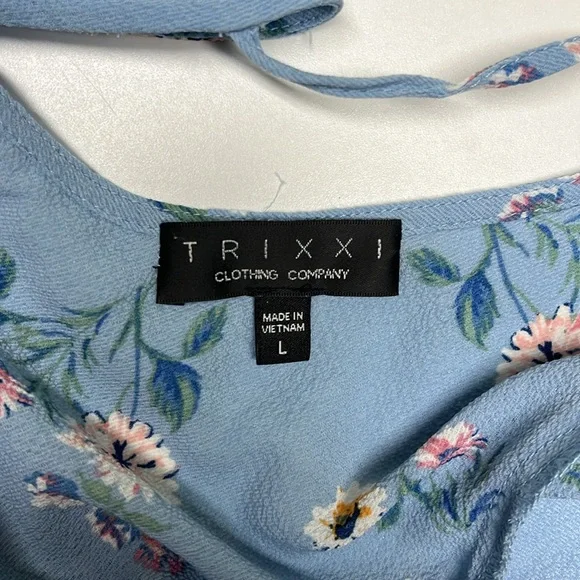 TRIXXI
CLOTHING COMPANY
MADE IN
VIETNAM
L